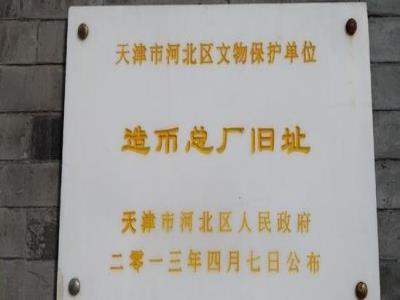 天津市河北区文物保护单位
造币总厂旧址
天津市河北区人民政府
二零一三年四月七日公布